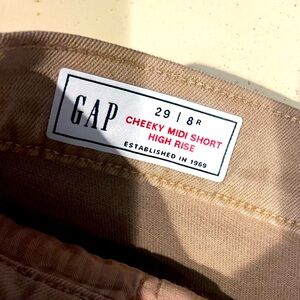 GAP
29 | 8R
CHEEKY MIDI SHORT
HIGH RISE
ESTABLISHED IN 1969